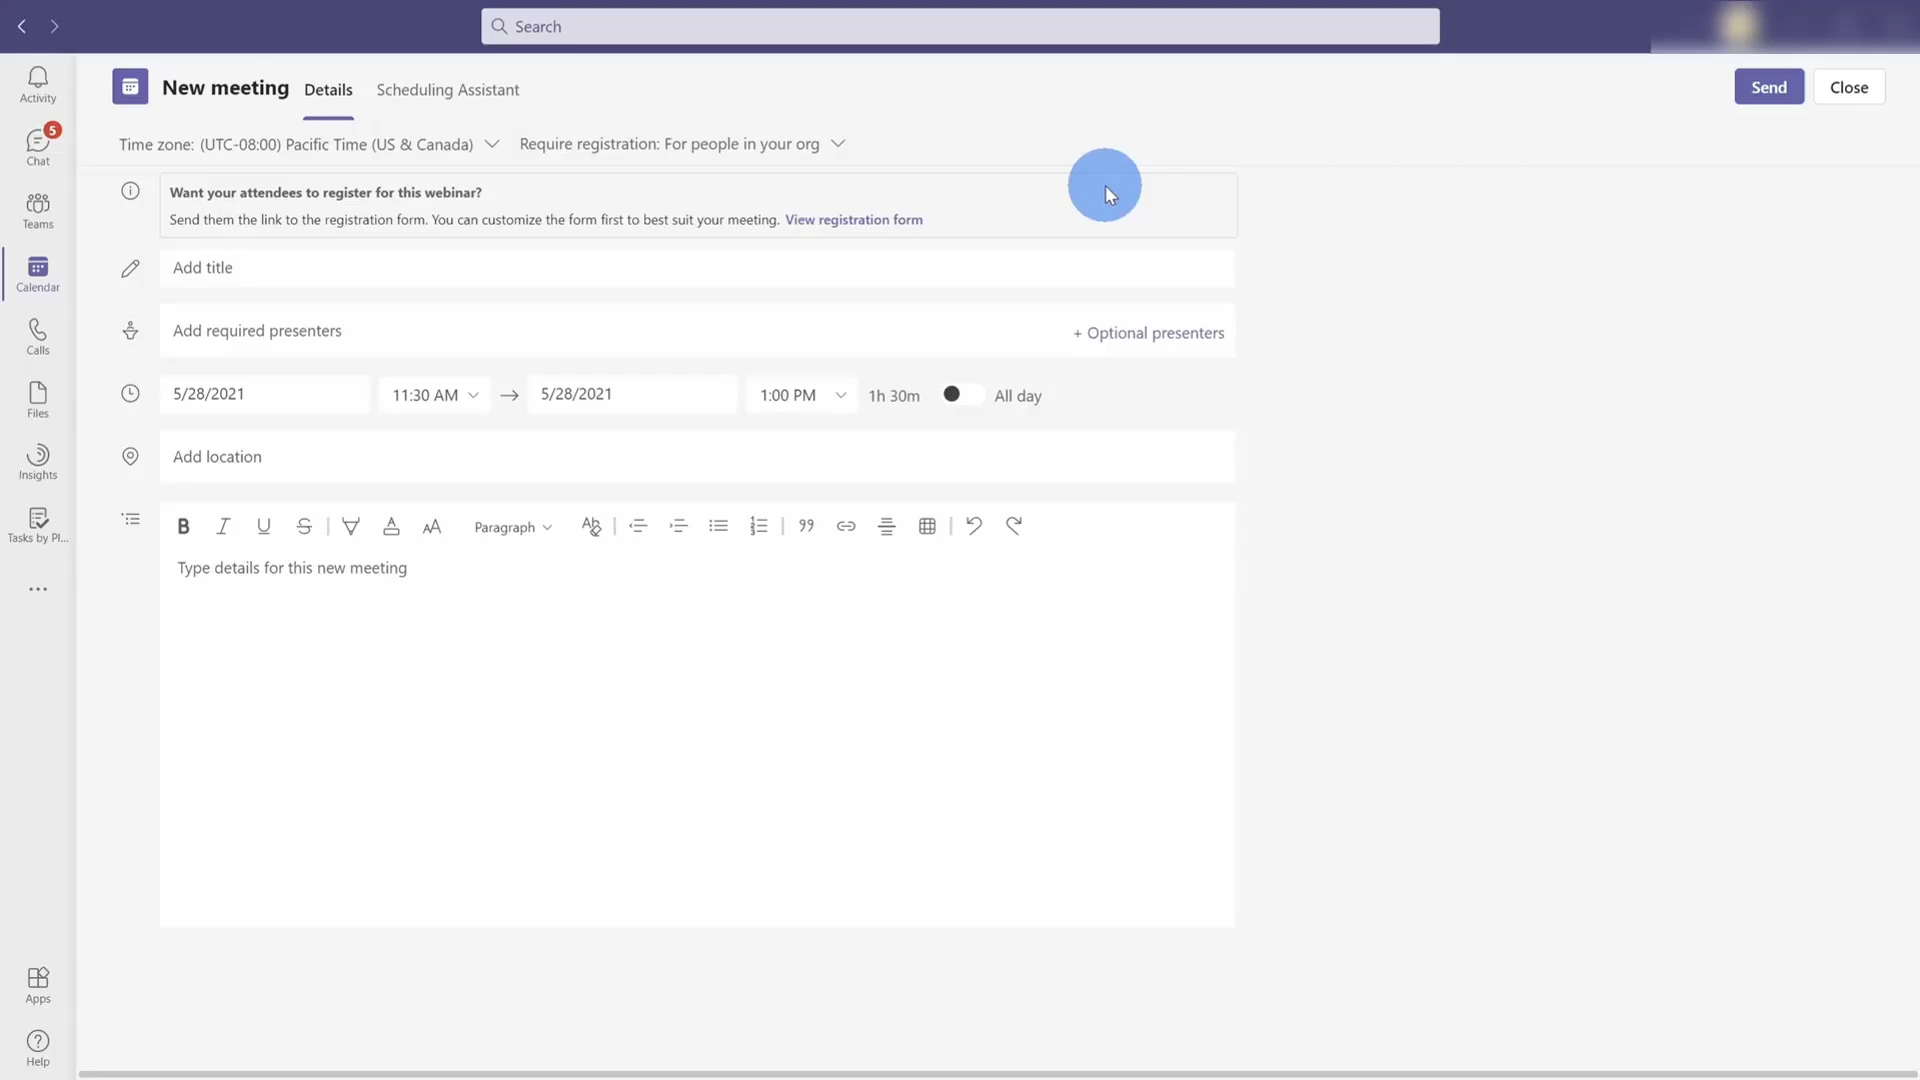 Search
Activity
5
Chat
Teams
Calendar
Calls
Files
Insights
Tasks by Pl...
Apps
Help
New meeting Details Scheduling Assistant Send Close
Time zone: (UTC-08:00) Pacific Time (US & Canada) Require registration: For people in your org
Want your attendees to register for this webinar?
Send them the link to the registration form. You can customize the form first to best suit your meeting. View registration form
Add title
Add required presenters + Optional presenters
5/28/2021 11:30 AM → 5/28/2021 1:00 PM 1h 30m All day
Add location
Paragraph
Type details for this new meeting